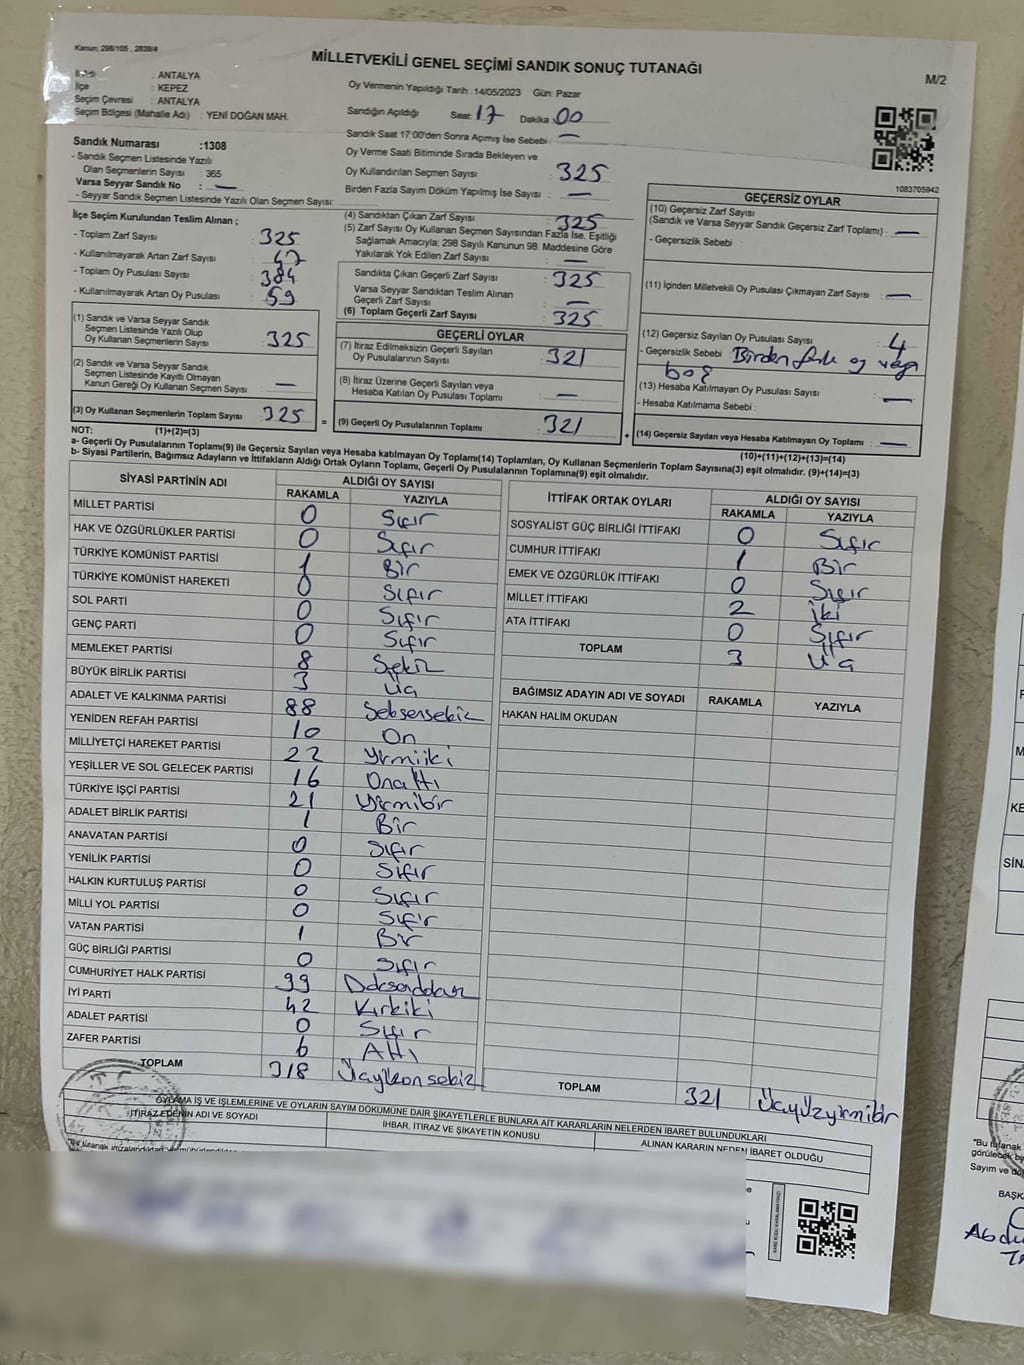 Kanun: 298/105 , 2839/4
MİLLETVEKİLİ GENEL SEÇİMİ SANDIK SONUÇ TUTANAĞI
M/2
: ANTALYA
İlçe : KEPEZ
Seçim Çevresi : ANTALYA
Seçim Bölgesi (Mahalle Adı) : YENİ DOĞAN MAH.
Oy Vermenin Yapıldığı Tarih :14/05/2023 Gün: Pazar
Sandığın Açıldığı Saat: 17 Dakika : 00
Sandık Saat 17:00'den Sonra Açımış İse Sebebi : —
Oy Verme Saati Bitiminde Sırada Bekleyen ve
Oy Kullandırılan Seçmen Sayısı : 325
Birden Fazla Sayım Döküm Yapılmış İse Sayısı : —
1083705942
Sandık Numarası :1308
- Sandık Seçmen Listesinde Yazılı
Olan Seçmenlerin Sayısı : 365
Varsa Seyyar Sandık No : —
- Seyyar Sandık Seçmen Listesinde Yazılı Olan Seçmen Sayısı:
İlçe Seçim Kurulundan Teslim Alınan ;
- Toplam Zarf Sayısı : 325
- Kullanılmayarak Artan Zarf Sayısı : 47
- Toplam Oy Pusulası Sayısı : 384
- Kullanılmayarak Artan Oy Pusulası : 59
(1) Sandık ve Varsa Seyyar Sandık
Seçmen Listesinde Yazılı Olup
Oy Kullanan Seçmenlerin Sayısı : 325
(2) Sandık ve Varsa Seyyar Sandık
Seçmen Listesinde Kayıtlı Olmayan
Kanun Gereği Oy Kullanan Seçmen Sayısı : —
(3) Oy Kullanan Seçmenlerin Toplam Sayısı : 325
(4) Sandıktan Çıkan Zarf Sayısı : 325
(5) Zarf Sayısı Oy Kullanan Seçmen Sayısından Fazla İse, Eşitliği
Sağlamak Amacıyla; 298 Sayılı Kanunun 98. Maddesine Göre
Yakılarak Yok Edilen Zarf Sayısı : —
Sandıkta Çıkan Geçerli Zarf Sayısı : 325
Varsa Seyyar Sandıktan Teslim Alınan
Geçerli Zarf Sayısı : —
(6) Toplam Geçerli Zarf Sayısı : 325
GEÇERLİ OYLAR
(7) İtiraz Edilmeksizin Geçerli Sayılan
Oy Pusulalarının Sayısı : 321
(8) İtiraz Üzerine Geçerli Sayılan veya
Hesaba Katılan Oy Pusulası Toplamı : —
= (9) Geçerli Oy Pusulalarının Toplamı : 321 +
GEÇERSİZ OYLAR
(10) Geçersiz Zarf Sayısı
(Sandık ve Varsa Seyyar Sandık Geçersiz Zarf Toplamı) : —
- Geçersizlik Sebebi :
(11) İçinden Milletvekili Oy Pusulası Çıkmayan Zarf Sayısı : —
(12) Geçersiz Sayılan Oy Pusulası Sayısı : 4
- Geçersizlik Sebebi : Birden fazla oy veya
boş
(13) Hesaba Katılmayan Oy Pusulası Sayısı : —
- Hesaba Katılmama Sebebi :
(14) Geçersiz Sayılan veya Hesaba Katılmayan Oy Toplamı : —
NOT: (1)+(2)=(3)
(10)+(11)+(12)+(13)=(14)
a- Geçerli Oy Pusulalarının Toplamı(9) ile Geçersiz Sayılan veya Hesaba katılmayan Oy Toplamı(14) Toplamları, Oy Kullanan Seçmenlerin Toplam Sayısına(3) eşit olmalıdır. (9)+(14)=(3)
b- Siyasi Partilerin, Bağımsız Adayların ve İttifakların Aldığı Ortak Oyların Toplamı, Geçerli Oy Pusulalarının Toplamına(9) eşit olmalıdır.
SİYASİ PARTİNİN ADI ALDIĞI OY SAYISI
RAKAMLA YAZIYLA
MİLLET PARTİSİ 0 Sıfır
HAK VE ÖZGÜRLÜKLER PARTİSİ 0 Sıfır
TÜRKİYE KOMÜNİST PARTİSİ 1 Bir
TÜRKİYE KOMÜNİST HAREKETİ 0 Sıfır
SOL PARTİ 0 Sıfır
GENÇ PARTİ 0 Sıfır
MEMLEKET PARTİSİ 8 Sekiz
BÜYÜK BİRLİK PARTİSİ 3 Üç
ADALET VE KALKINMA PARTİSİ 88 Seksensekiz
YENİDEN REFAH PARTİSİ 10 On
MİLLİYETÇİ HAREKET PARTİSİ 22 Yirmiiki
YEŞİLLER VE SOL GELECEK PARTİSİ 16 Onaltı
TÜRKİYE İŞÇİ PARTİSİ 21 Yirmibir
ADALET BİRLİK PARTİSİ 1 Bir
ANAVATAN PARTİSİ 0 Sıfır
YENİLİK PARTİSİ 0 Sıfır
HALKIN KURTULUŞ PARTİSİ 0 Sıfır
MİLLİ YOL PARTİSİ 0 Sıfır
VATAN PARTİSİ 1 Bir
GÜÇ BİRLİĞİ PARTİSİ 0 Sıfır
CUMHURİYET HALK PARTİSİ 99 Doksandokuz
İYİ PARTİ 42 Kırkiki
ADALET PARTİSİ 0 Sıfır
ZAFER PARTİSİ 6 Altı
TOPLAM 318 Üçyüzonsekiz
İTTİFAK ORTAK OYLARI ALDIĞI OY SAYISI
RAKAMLA YAZIYLA
SOSYALİST GÜÇ BİRLİĞİ İTTİFAKI 0 Sıfır
CUMHUR İTTİFAKI 1 Bir
EMEK VE ÖZGÜRLÜK İTTİFAKI 0 Sıfır
MİLLET İTTİFAKI 2 İki
ATA İTTİFAKI 0 Sıfır
TOPLAM 3 Üç
BAĞIMSIZ ADAYIN ADI VE SOYADI RAKAMLA YAZIYLA
HAKAN HALİM OKUDAN
TOPLAM 321 Üçyüzyirmibir
OYLAMA İŞ VE İŞLEMLERİNE VE OYLARIN SAYIM DÖKÜMÜNE DAİR ŞİKAYETLERLE BUNLARA AİT KARARLARIN NELERDEN İBARET BULUNDUKLARI
İTİRAZ EDENİN ADI VE SOYADI
İHBAR, İTİRAZ VE ŞİKAYETİN KONUSU
ALINAN KARARIN NEDEN İBARET OLDUĞU
T.C.
"Bu tutanak
görülecek
Sayım ve